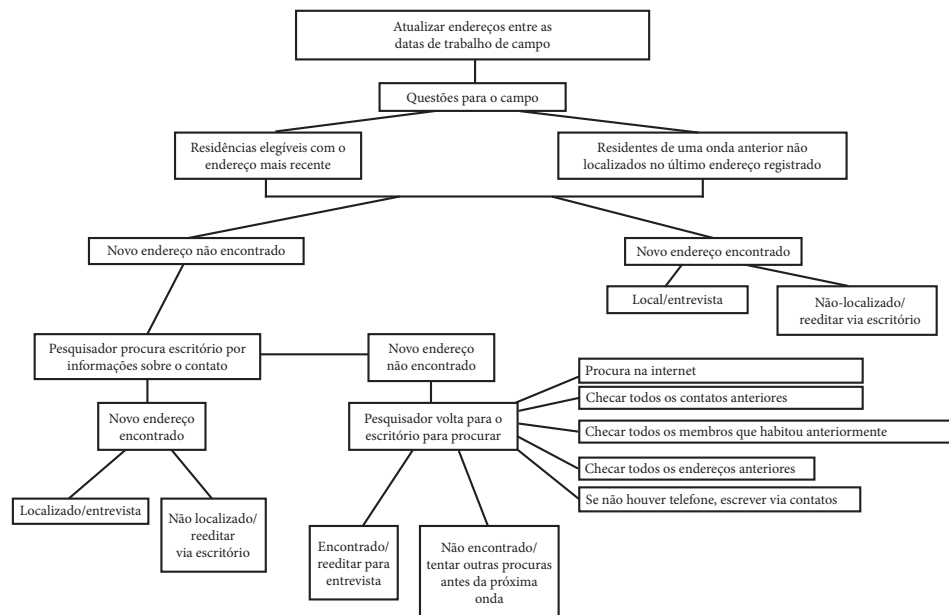 Atualizar endereços entre as
datas de trabalho de campo
Questões para o campo
Residências elegíveis com o
endereço mais recente
Residentes de uma onda anterior não
localizados no último endereço registrado
Novo endereço não encontrado
Novo endereço encontrado
Local/entrevista
Não-localizado/
reeditar via escritório
Pesquisador procura escritório por
informações sobre o contato
Novo endereço
não encontrado
Novo endereço
encontrado
Pesquisador volta para o
escritório para procurar
Procura na internet
Checar todos os contatos anteriores
Checar todos os membros que habitou anteriormente
Checar todos os endereços anteriores
Se não houver telefone, escrever via contatos
Localizado/entrevista
Não localizado/
reeditar
via escritório
Encontrado/
reeditar para
entrevista
Não encontrado/
tentar outras procuras
antes da próxima
onda